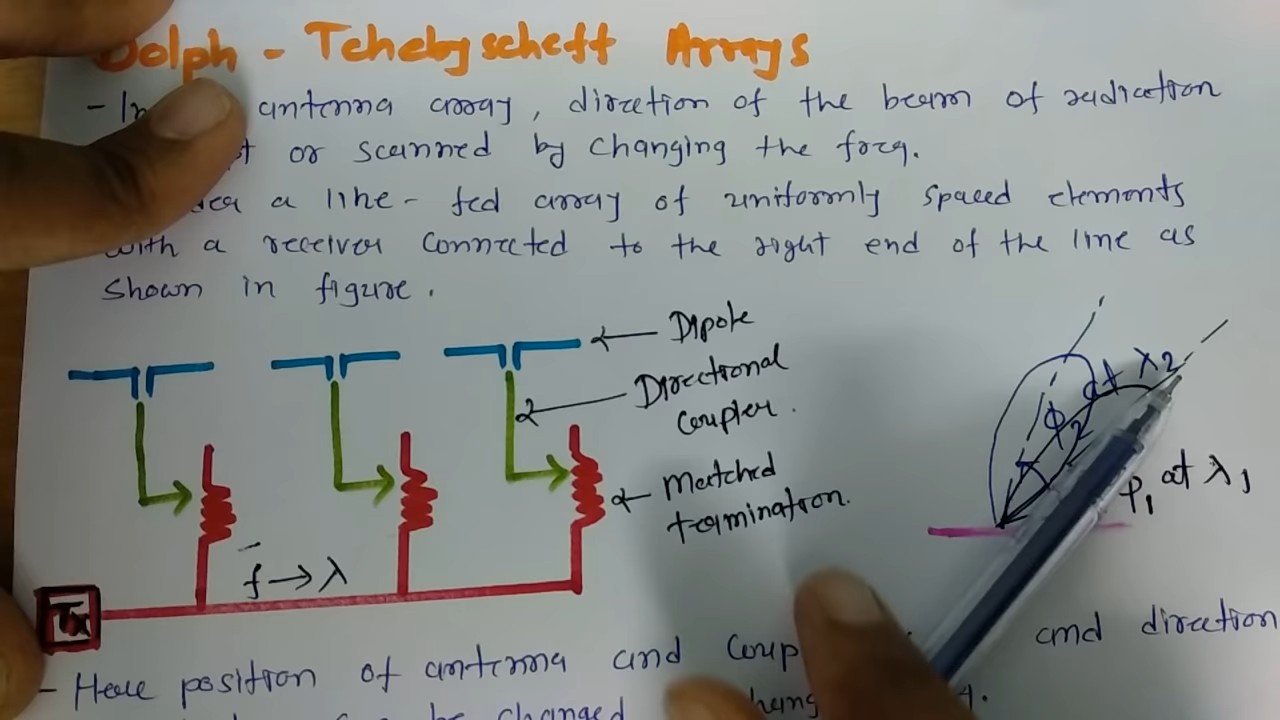 Dolph - Tchebyscheff Arrays
- In antenna array, direction of the beam of radiation
or scanned by changing the freq.
a line - fed array of uniformly spaced elements
with a receiver connected to the right end of the line as
shown in figure.
Dipole
Directional
coupler.
Matched
termination.
f → λ
Tx
ϕ2 at λ2
ϕ1 at λ1
- Here position of antenna and coup and direction
be changed